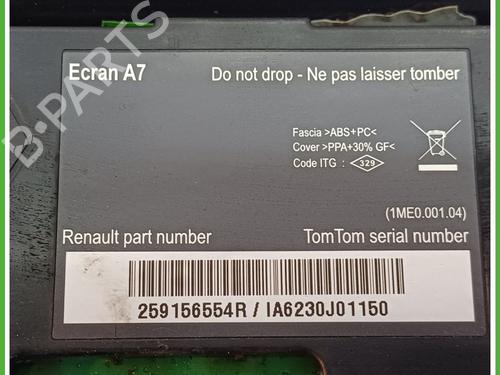 B-PARTS
Ecran A7
Do not drop - Ne pas laisser tomber
Fascia >ABS+PC<
Cover >PPA+30% GF<
Code ITG : 329
(1ME0.001.04)
Renault part number
TomTom serial number
259156554R / IA6230J01150